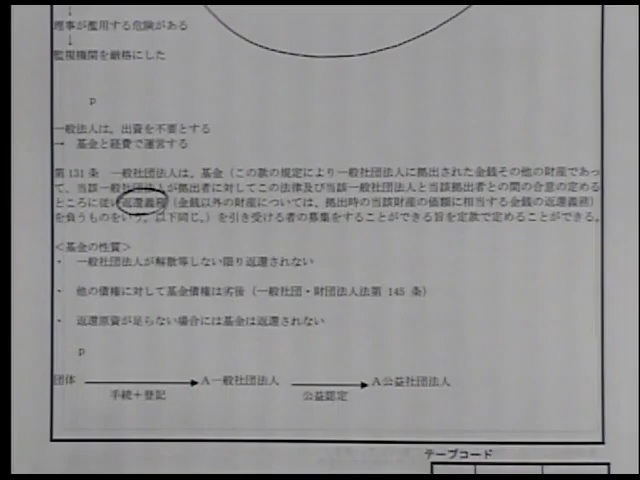 理事が濫用する危険がある
↓
監視機関を厳格にした
p
一般法人は、出資を不要とする
→ 基金と経費で運営する
第 131 条 一般社団法人は、基金（この款の規定により一般社団法人に拠出された金銭その他の財産であっ
て、当該一般社団法人が拠出者に対してこの法律及び当該一般社団法人と当該拠出者との間の合意の定める
ところに従い返還義務（金銭以外の財産については、拠出時の当該財産の価額に相当する金銭の返還義務）
を負うものをいう。以下同じ。）を引き受ける者の募集をすることができる旨を定款で定めることができる。
＜基金の性質＞
・ 一般社団法人が解散等しない限り返還されない
・ 他の債権に対して基金債権は劣後（一般社団・財団法人法第 145 条）
・ 返還原資が足らない場合には基金は返還されない
p
団体 → A一般社団法人 → A公益社団法人
手続＋登記 公益認定
テープコード